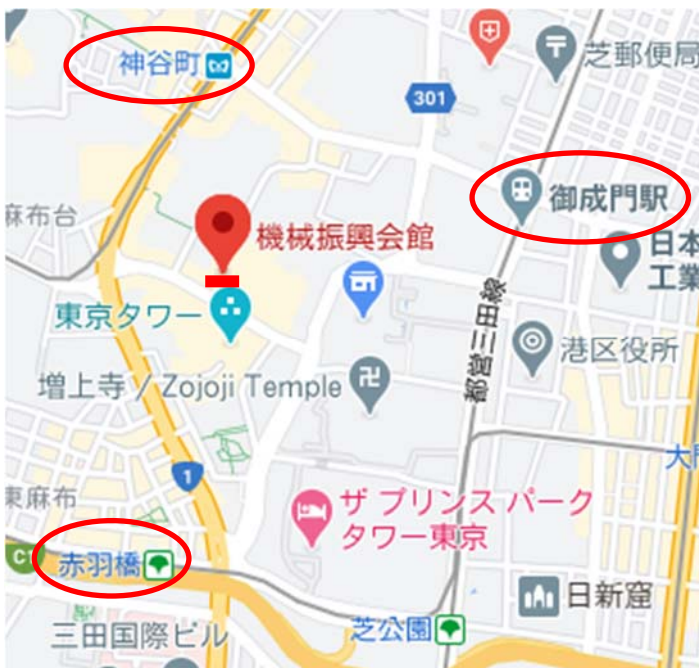 神谷町
芝郵便局
301
御成門駅
麻布台
機械振興会館
日本
工業
東京タワー
都営三田線
港区役所
増上寺 / Zojoji Temple
卍
1
大門
東麻布
ザ プリンス パーク
タワー東京
C1
赤羽橋
日新窟
三田国際ビル
芝公園